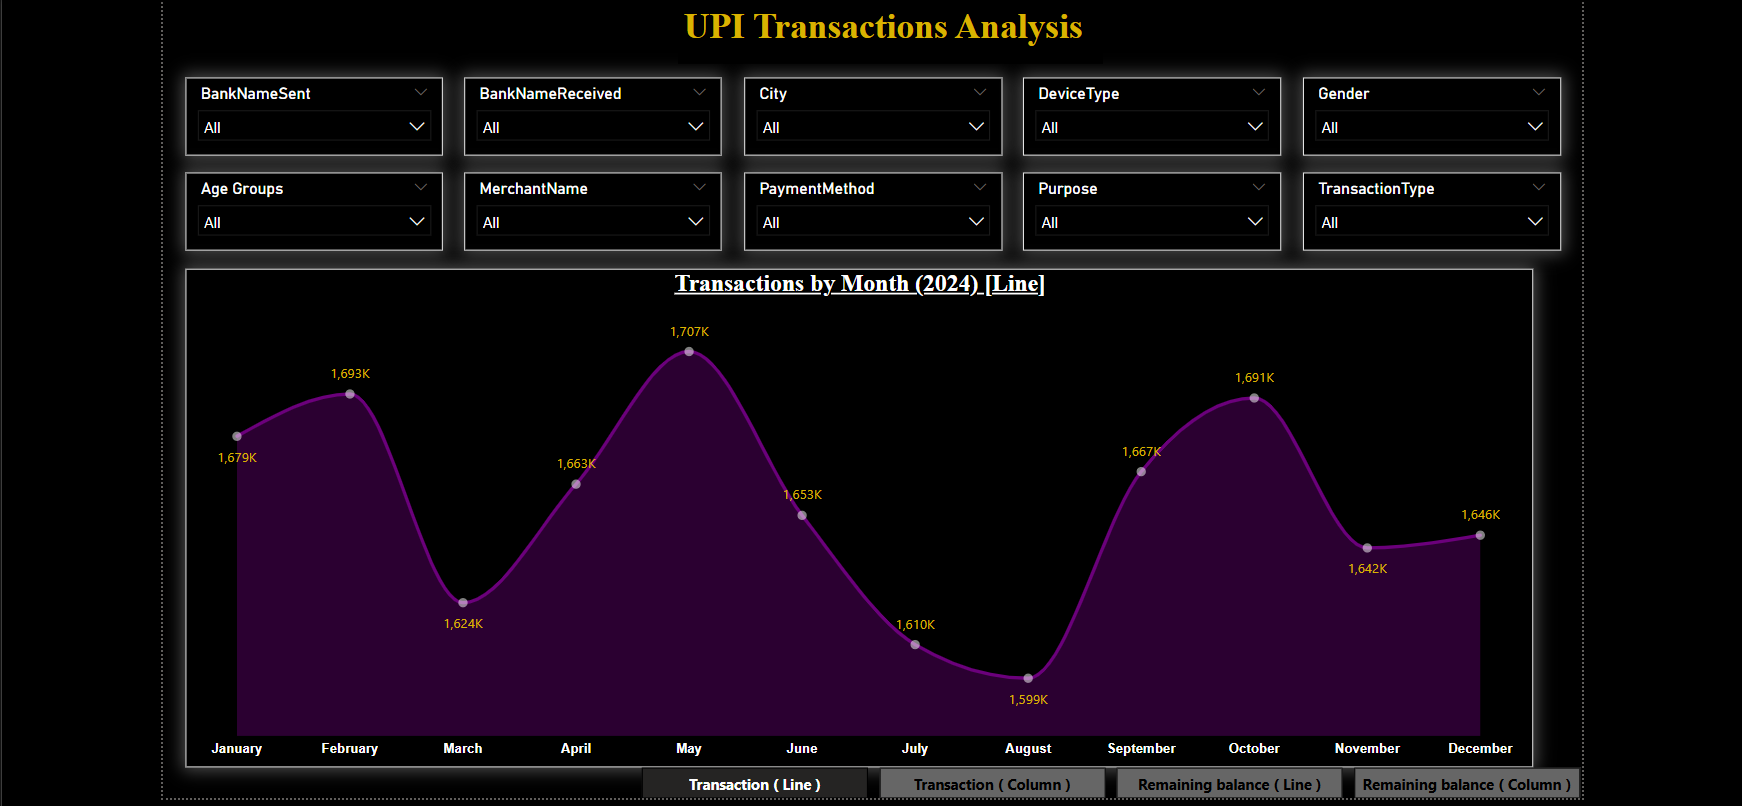 UPI Transactions Analysis
BankNameSent
All
BankNameReceived
All
City
All
DeviceType
All
Gender
All
Age Groups
All
MerchantName
All
PaymentMethod
All
Purpose
All
TransactionType
All
Transactions by Month (2024) [Line]
1,679K
1,693K
1,624K
1,663K
1,707K
1,653K
1,610K
1,599K
1,667K
1,691K
1,642K
1,646K
January
February
March
April
May
June
July
August
September
October
November
December
Transaction ( Line )
Transaction ( Column )
Remaining balance ( Line )
Remaining balance ( Column )